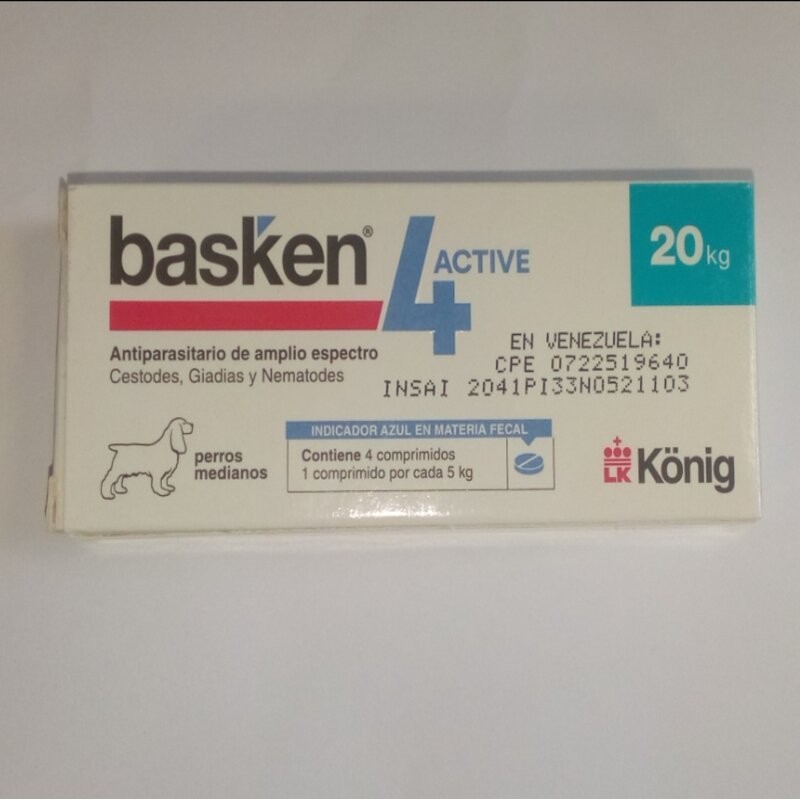 basken®
4
ACTIVE
20kg
Antiparasitario de amplio espectro
Cestodes, Giadias y Nematodes
EN VENEZUELA:
CPE 0722519640
INSAI 2041PI33N0521103
perros
medianos
INDICADOR AZUL EN MATERIA FECAL
Contiene 4 comprimidos
1 comprimido por cada 5 kg
LK König